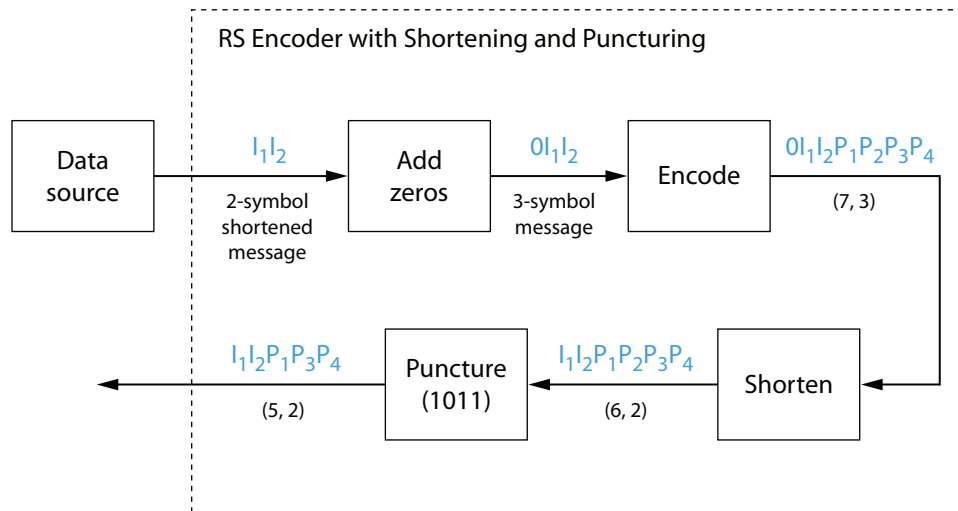 RS Encoder with Shortening and Puncturing
Data
source
I₁I₂
2-symbol
shortened
message
Add
zeros
0I₁I₂
3-symbol
message
Encode
0I₁I₂P₁P₂P₃P₄
(7, 3)
I₁I₂P₁P₃P₄
(5, 2)
Puncture
(1011)
I₁I₂P₁P₂P₃P₄
(6, 2)
Shorten